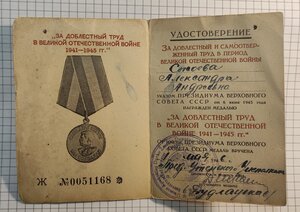 „ЗА ДОБЛЕСТНЫЙ ТРУД
В ВЕЛИКОЙ ОТЕЧЕСТВЕННОЙ ВОЙНЕ
1941—1945 гг.“
Ж №0051168
УДОСТОВЕРЕНИЕ
ЗА ДОБЛЕСТНЫЙ И САМООТВЕР-
ЖЕННЫЙ ТРУД В ПЕРИОД
ВЕЛИКОЙ ОТЕЧЕСТВЕННОЙ ВОЙНЫ
Александра
Андреевна
УКАЗОМ ПРЕЗИДИУМА ВЕРХОВНОГО
СОВЕТА СССР от 6 июня 1945 года
НАГРАЖДЕН МЕДАЛЬЮ
„ЗА ДОБЛЕСТНЫЙ ТРУД
В ВЕЛИКОЙ ОТЕЧЕСТВЕННОЙ
ВОЙНЕ 1941—1945 гг.“
ОТ ИМЕНИ ПРЕЗИДИУМА ВЕРХОВНОГО
СОВЕТА СССР МЕДАЛЬ ВРУЧЕНА